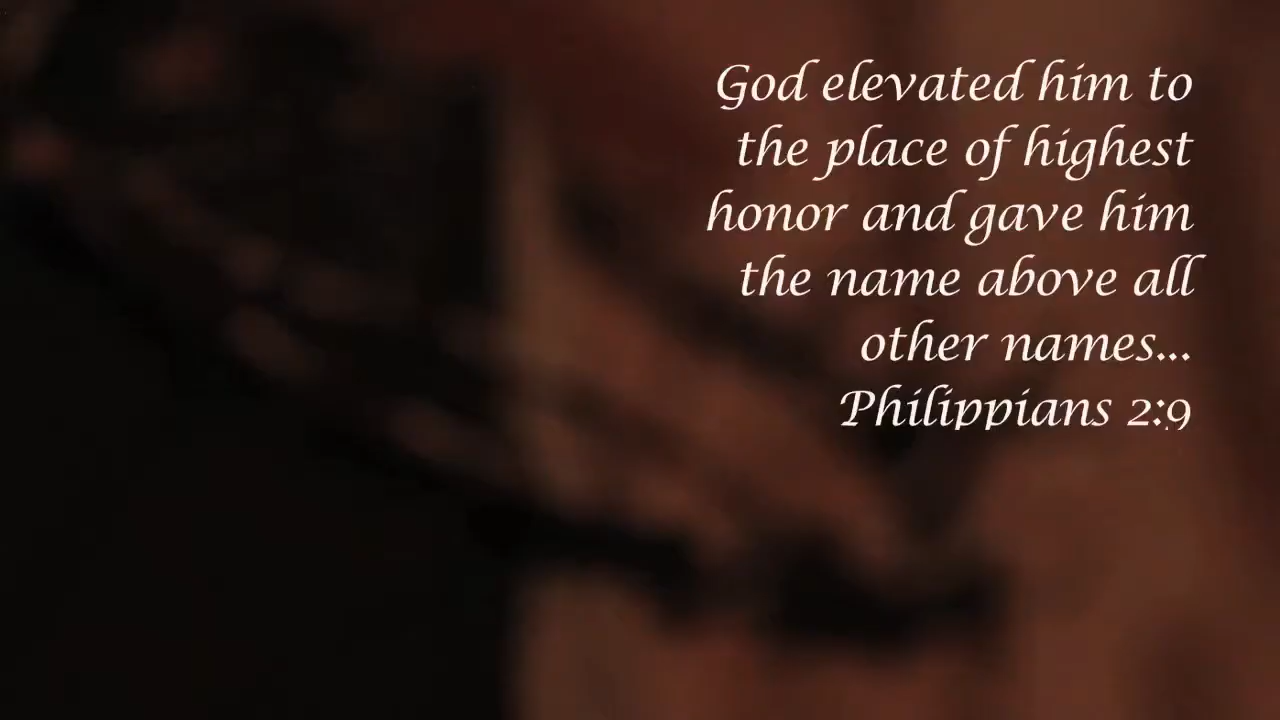 God elevated him to
the place of highest
honor and gave him
the name above all
other names...
Philippians 2:9